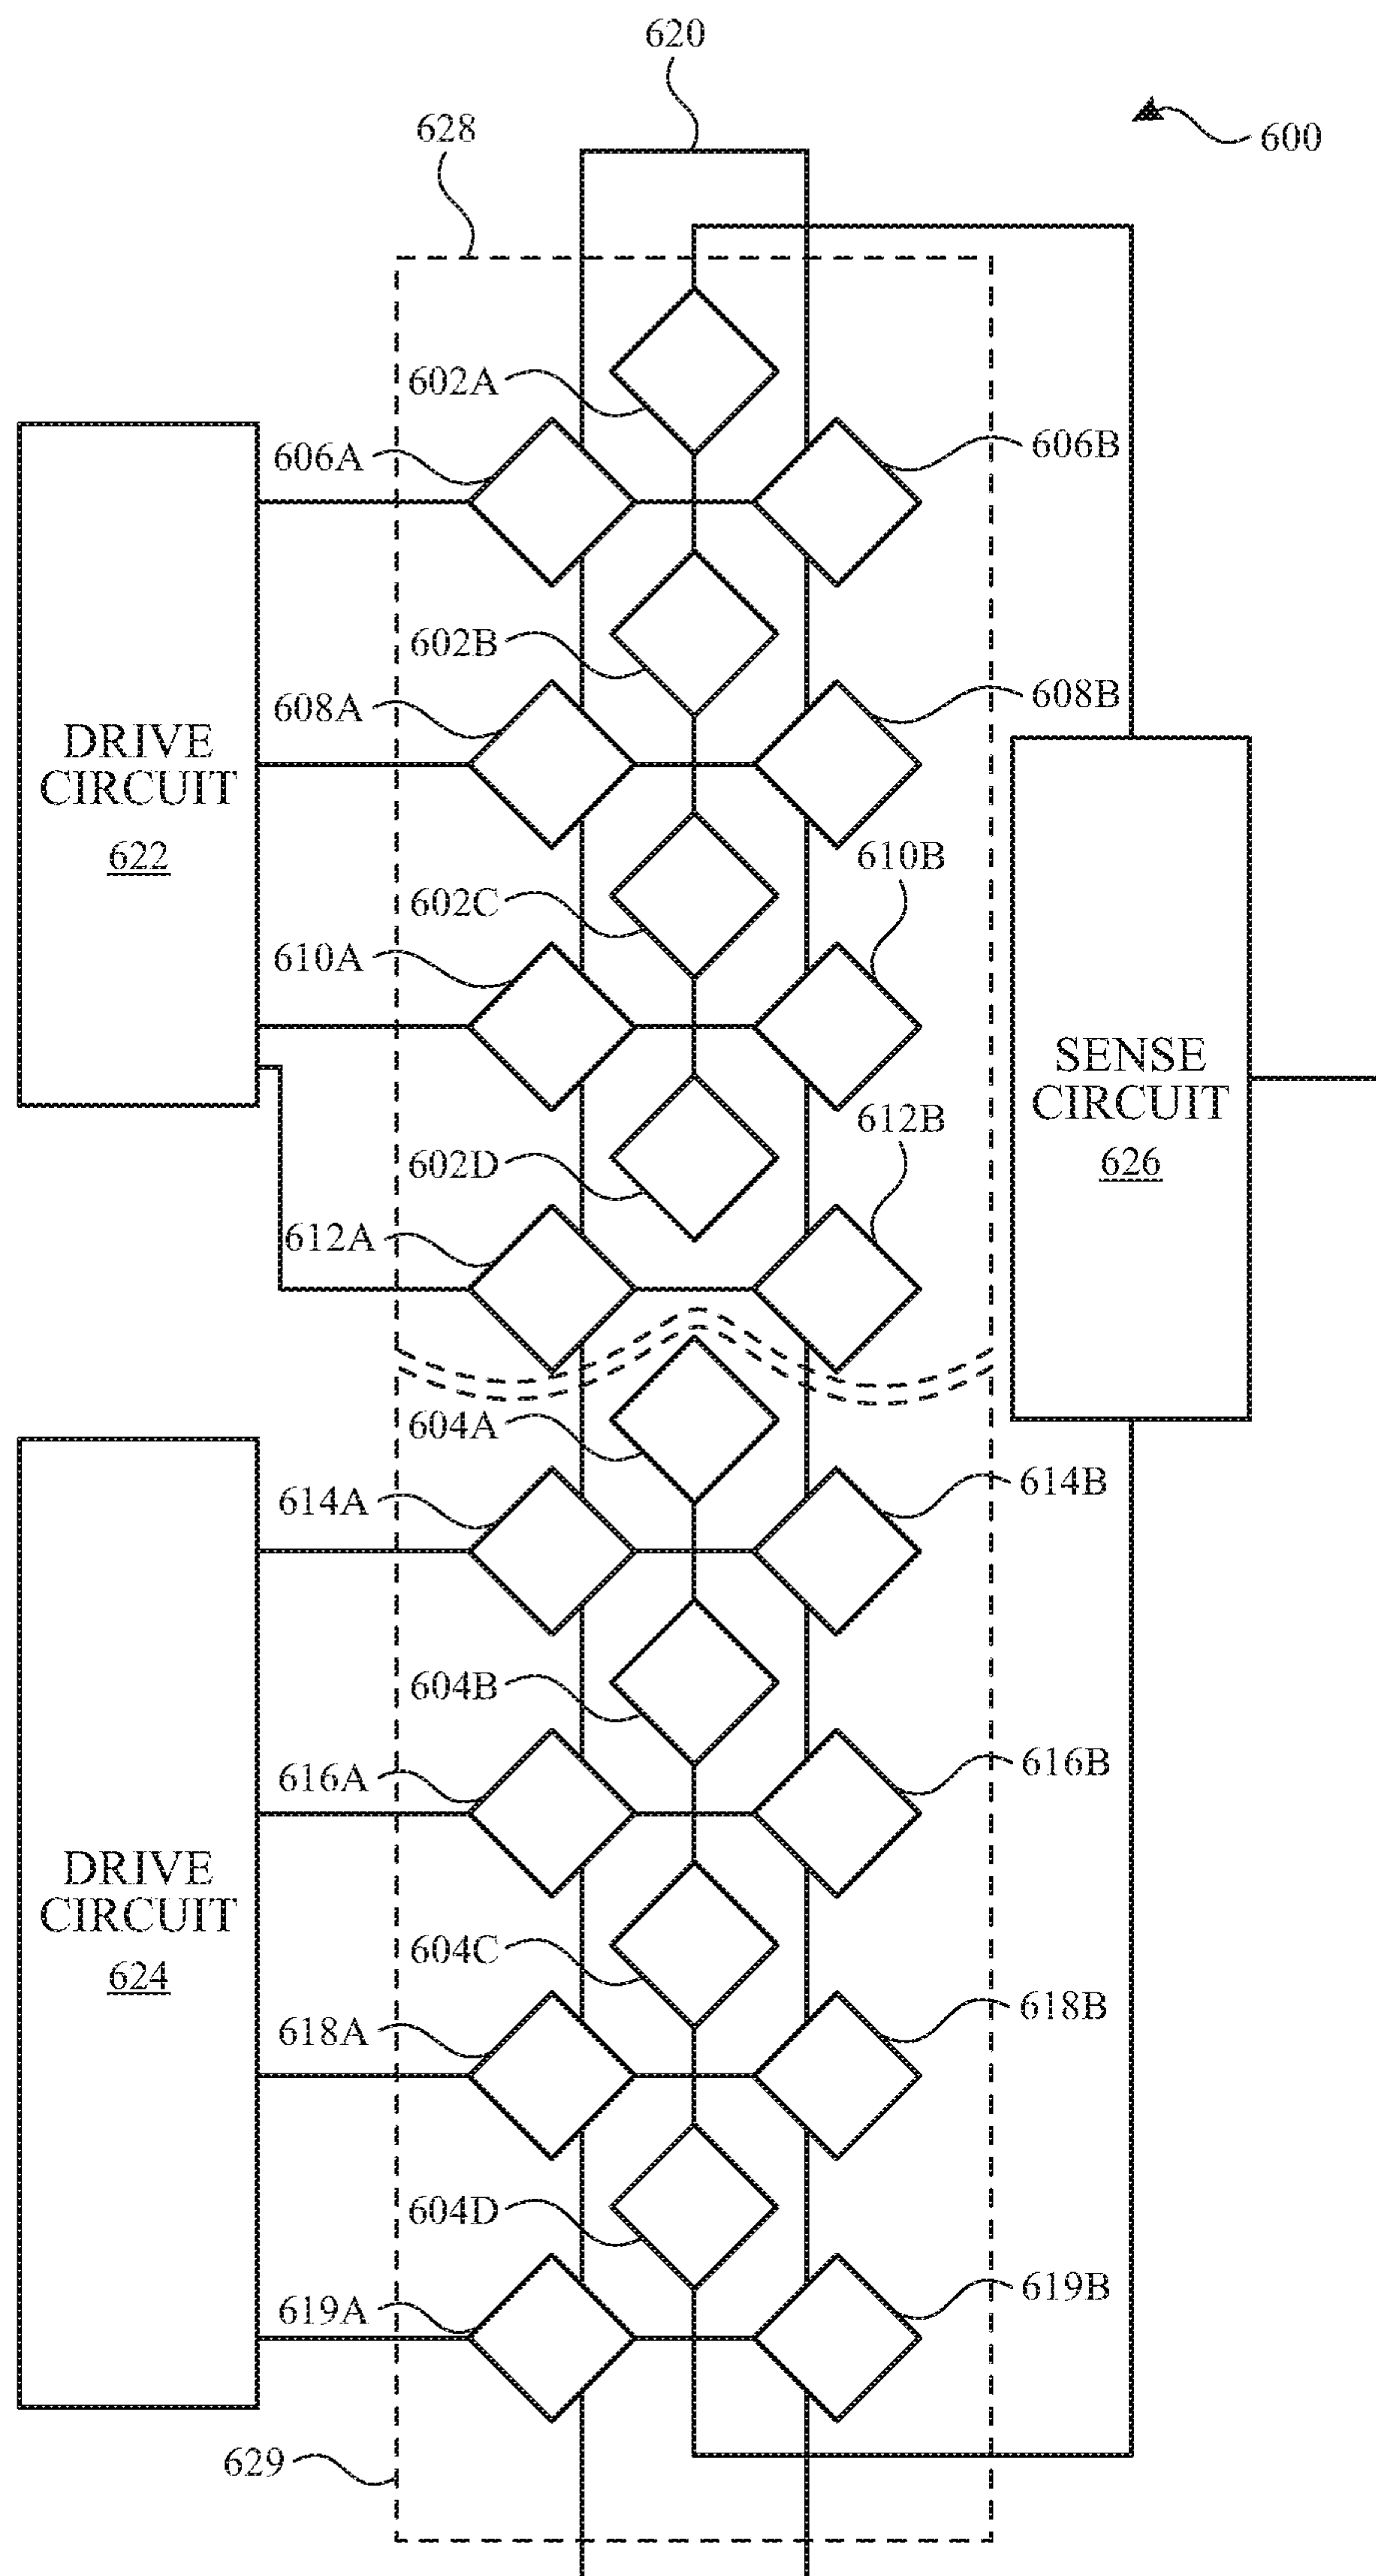 620
628
600
602A
606A
606B
602B
608A
608B
DRIVE
CIRCUIT
622
610B
602C
610A
SENSE
CIRCUIT
626
612B
602D
612A
604A
614A
614B
604B
616A
616B
DRIVE
CIRCUIT
624
604C
618A
618B
604D
619A
619B
629